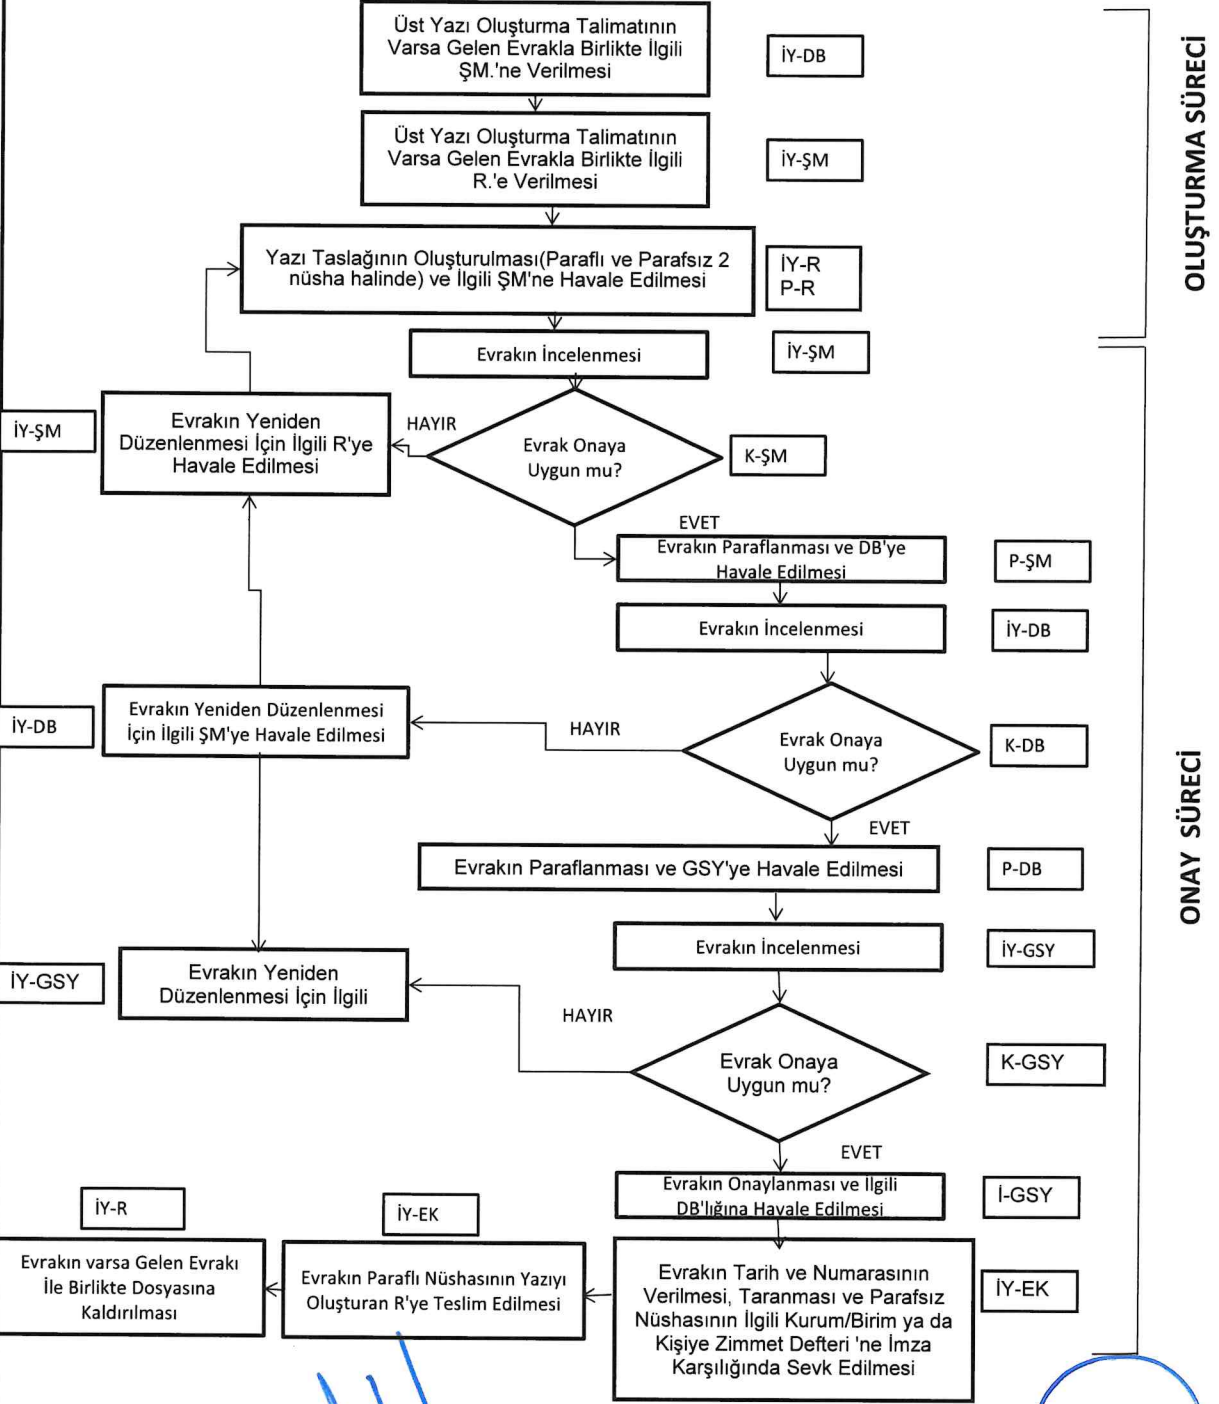 Üst Yazı Oluşturma Talimatının
Varsa Gelen Evrakla Birlikte İlgili
ŞM.'ne Verilmesi
İY-DB
Üst Yazı Oluşturma Talimatının
Varsa Gelen Evrakla Birlikte İlgili
R.'e Verilmesi
İY-ŞM
Yazı Taslağının Oluşturulması(Paraflı ve Parafsız 2
nüsha halinde) ve İlgili ŞM'ne Havale Edilmesi
İY-R
P-R
OLUŞTURMA SÜRECİ
Evrakın İncelenmesi
İY-ŞM
İY-ŞM
Evrakın Yeniden
Düzenlenmesi İçin İlgili R'ye
Havale Edilmesi
HAYIR
Evrak Onaya
Uygun mu?
K-ŞM
EVET
Evrakın Paraflanması ve DB'ye
Havale Edilmesi
P-ŞM
Evrakın İncelenmesi
İY-DB
İY-DB
Evrakın Yeniden Düzenlenmesi
İçin İlgili ŞM'ye Havale Edilmesi
HAYIR
Evrak Onaya
Uygun mu?
K-DB
EVET
Evrakın Paraflanması ve GSY'ye Havale Edilmesi
P-DB
ONAY SÜRECİ
Evrakın İncelenmesi
İY-GSY
İY-GSY
Evrakın Yeniden
Düzenlenmesi İçin İlgili
HAYIR
Evrak Onaya
Uygun mu?
K-GSY
EVET
Evrakın Onaylanması ve İlgili
DB'lığına Havale Edilmesi
İ-GSY
İY-R
İY-EK
Evrakın varsa Gelen Evrakı
İle Birlikte Dosyasına
Kaldırılması
Evrakın Paraflı Nüshasının Yazıyı
Oluşturan R'ye Teslim Edilmesi
Evrakın Tarih ve Numarasının
Verilmesi, Taranması ve Parafsız
Nüshasının İlgili Kurum/Birim ya da
Kişiye Zimmet Defteri 'ne İmza
Karşılığında Sevk Edilmesi
İY-EK